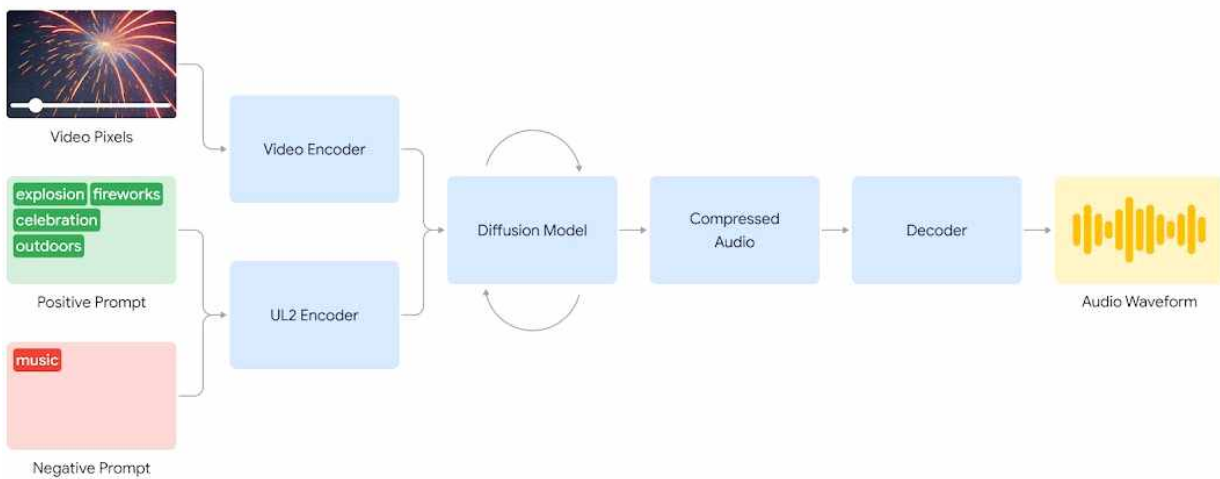 Video Pixels
explosion fireworks
celebration
outdoors
Positive Prompt
music
Negative Prompt
Video Encoder
UL2 Encoder
Diffusion Model
Compressed
Audio
Decoder
Audio Waveform